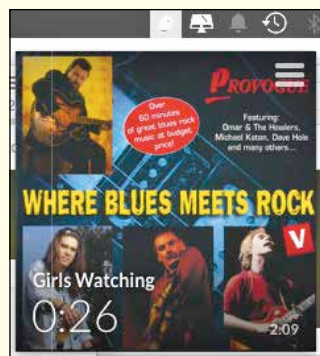 PROVOGUE
Over
60 minutes
of great blues rock
music at budget
price!
Featuring:
Omar & The Howlers,
Michael Katon, Dave Hole
and many others...
WHERE BLUES MEETS ROCK
V
Girls Watching
0:26
2:09